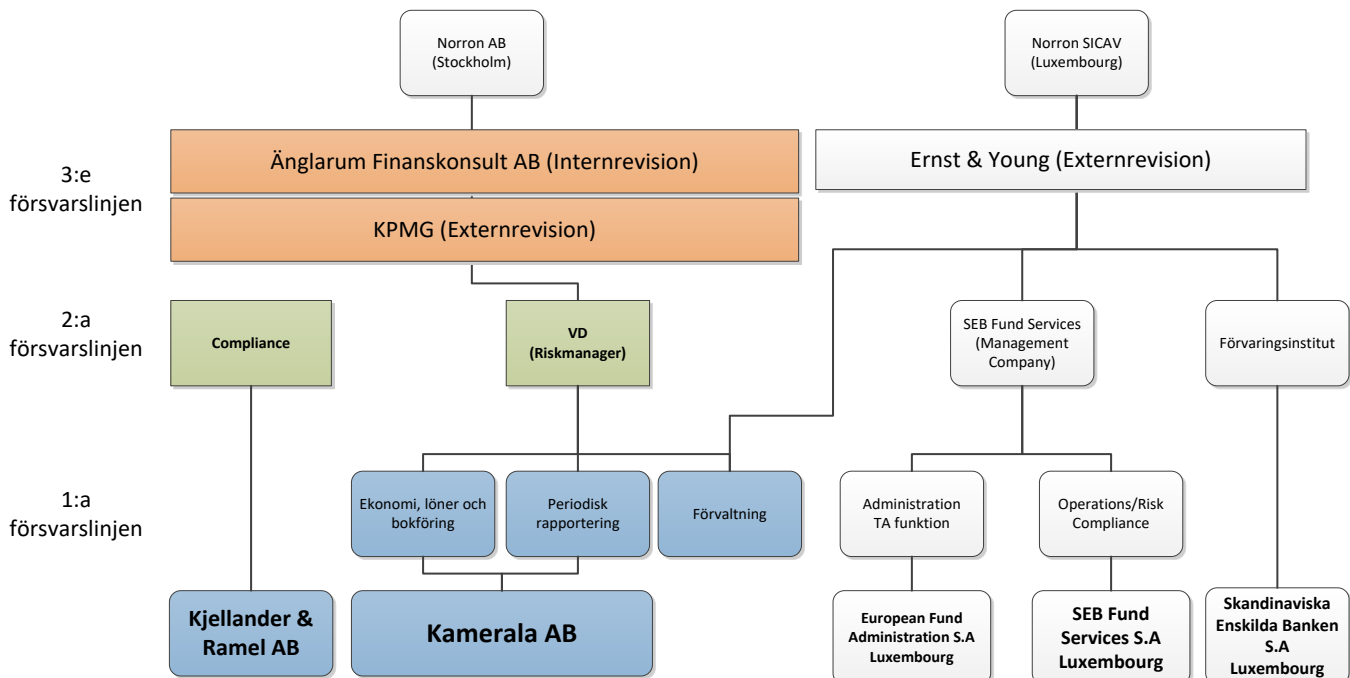 Norron AB
(Stockholm)
Norron SICAV
(Luxembourg)
3:e
försvarslinjen
Änglarum Finanskonsult AB (Internrevision)
Ernst & Young (Externrevision)
KPMG (Externrevision)
2:a
försvarslinjen
Compliance
VD
(Riskmanager)
SEB Fund Services
(Management
Company)
Förvaringsinstitut
1:a
försvarslinjen
Ekonomi, löner och
bokföring
Periodisk
rapportering
Förvaltning
Administration
TA funktion
Operations/Risk
Compliance
Kjellander &
Ramel AB
Kamerala AB
European Fund
Administration S.A
Luxembourg
SEB Fund
Services S.A
Luxembourg
Skandinaviska
Enskilda Banken
S.A
Luxembourg